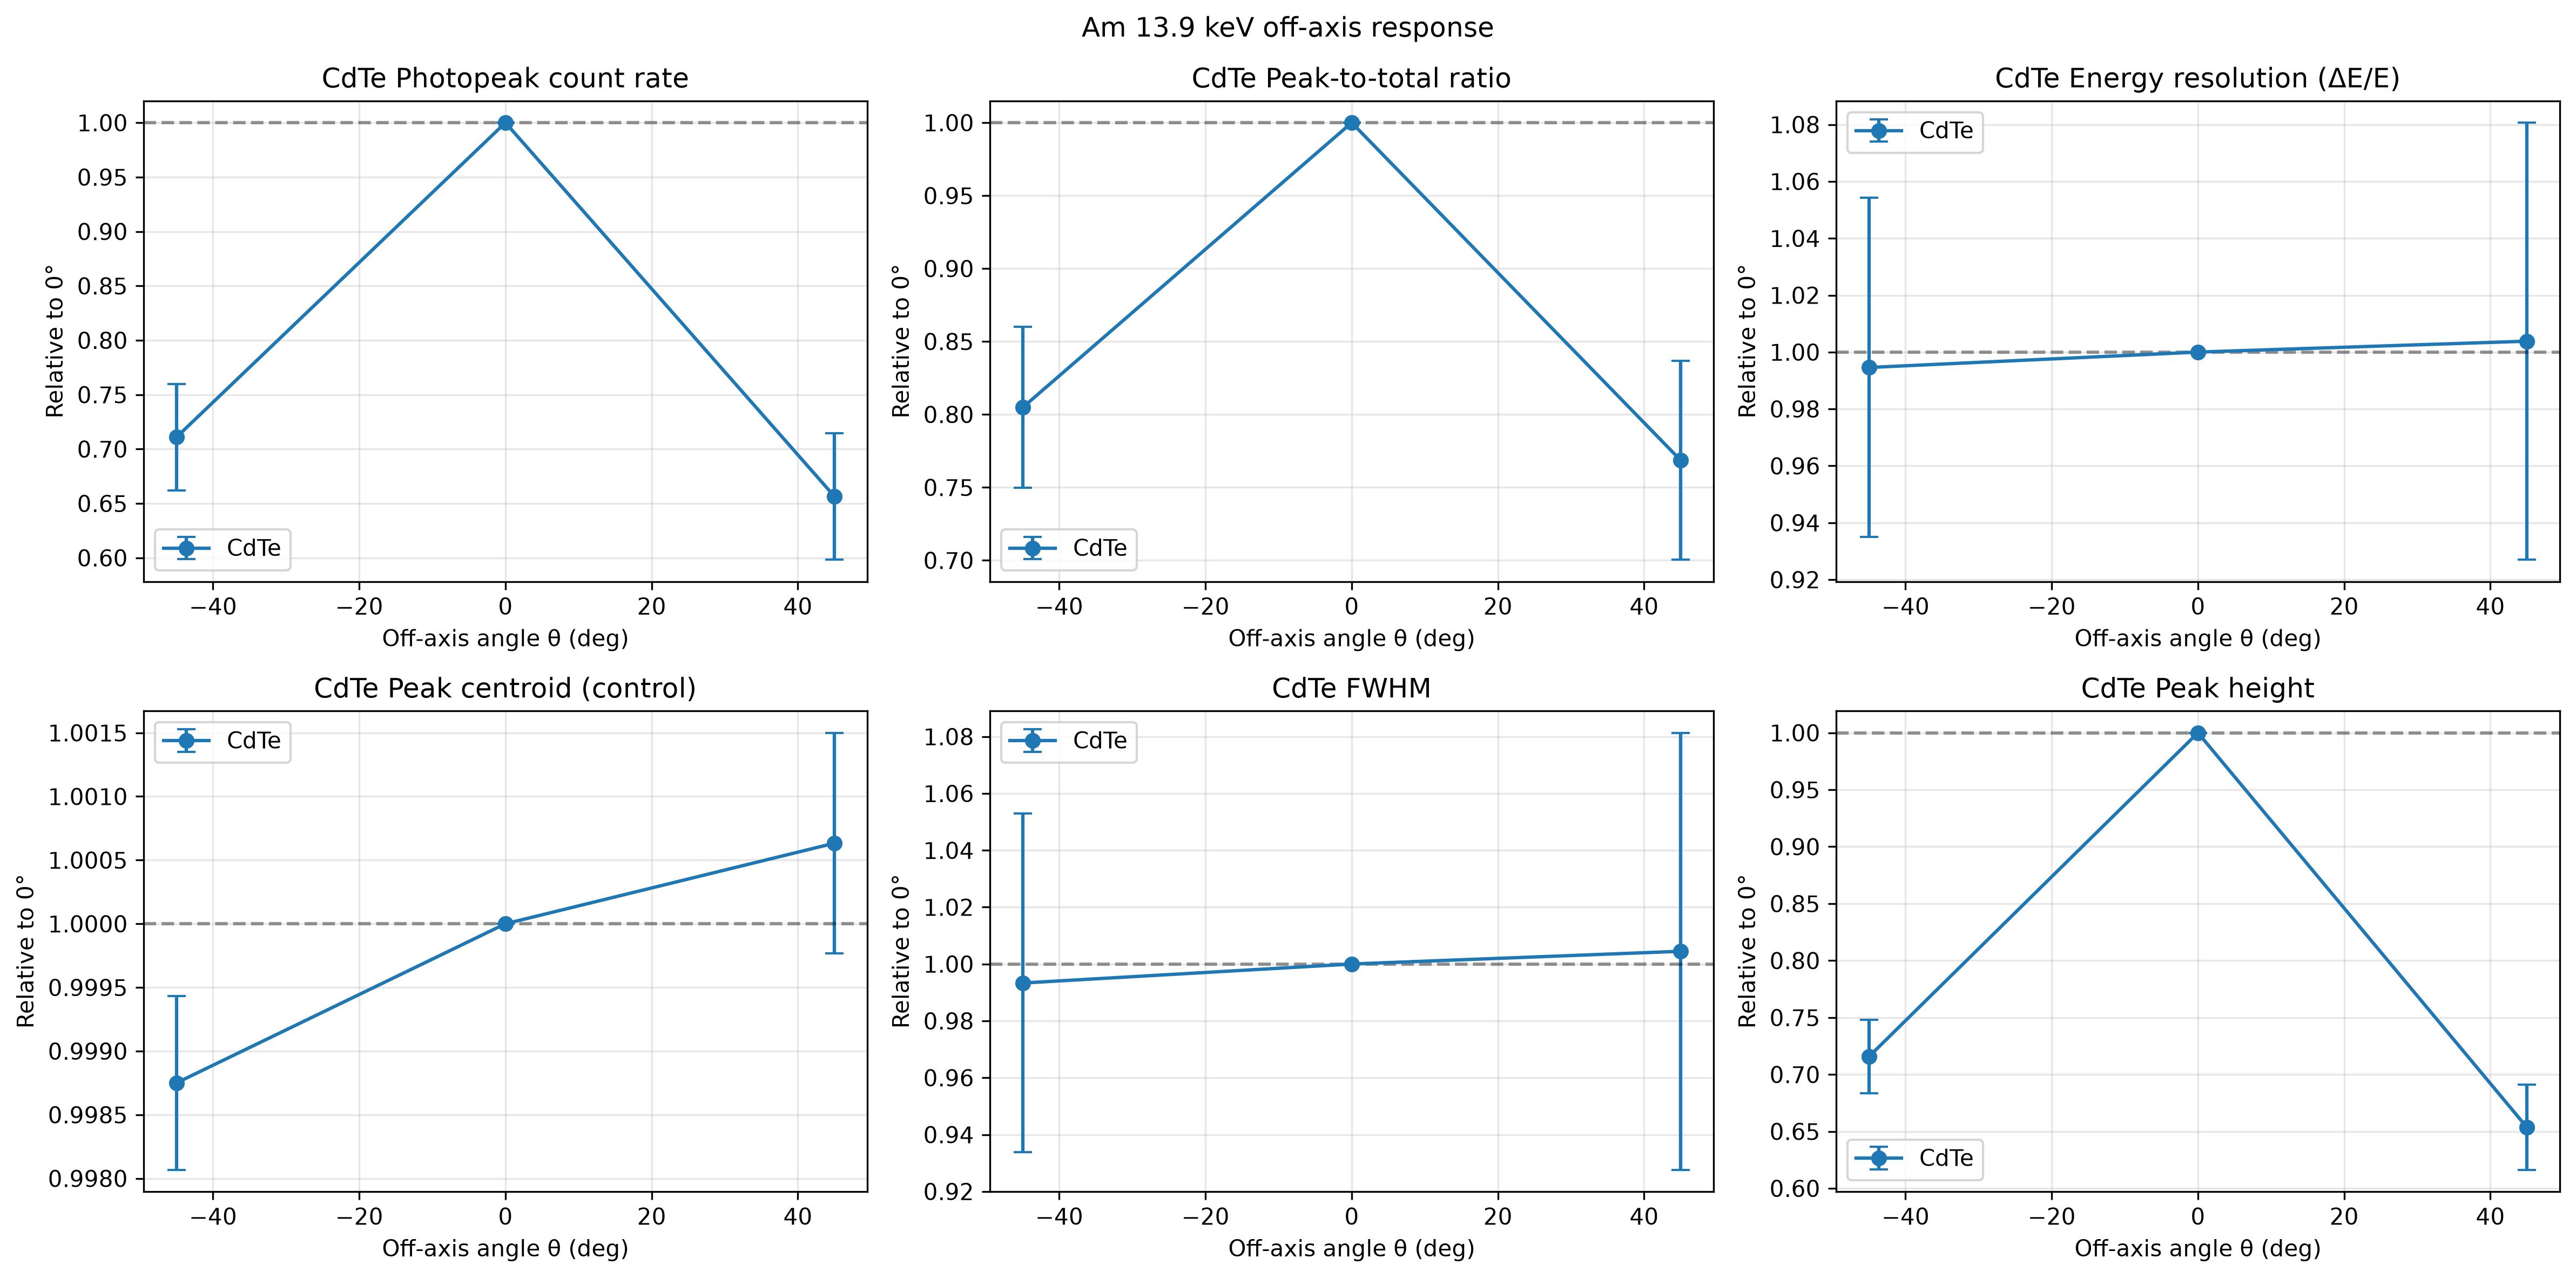 Am 13.9 keV off-axis response
CdTe Photopeak count rate
Relative to 0°
1.00
0.95
0.90
0.85
0.80
0.75
0.70
0.65
0.60
CdTe
−40 −20 0 20 40
Off-axis angle θ (deg)
CdTe Peak-to-total ratio
Relative to 0°
1.00
0.95
0.90
0.85
0.80
0.75
0.70
CdTe
−40 −20 0 20 40
Off-axis angle θ (deg)
CdTe Energy resolution (ΔE/E)
Relative to 0°
1.08
1.06
1.04
1.02
1.00
0.98
0.96
0.94
0.92
CdTe
−40 −20 0 20 40
Off-axis angle θ (deg)
CdTe Peak centroid (control)
Relative to 0°
1.0015
1.0010
1.0005
1.0000
0.9995
0.9990
0.9985
0.9980
CdTe
−40 −20 0 20 40
Off-axis angle θ (deg)
CdTe FWHM
Relative to 0°
1.08
1.06
1.04
1.02
1.00
0.98
0.96
0.94
0.92
CdTe
−40 −20 0 20 40
Off-axis angle θ (deg)
CdTe Peak height
Relative to 0°
1.00
0.95
0.90
0.85
0.80
0.75
0.70
0.65
0.60
CdTe
−40 −20 0 20 40
Off-axis angle θ (deg)